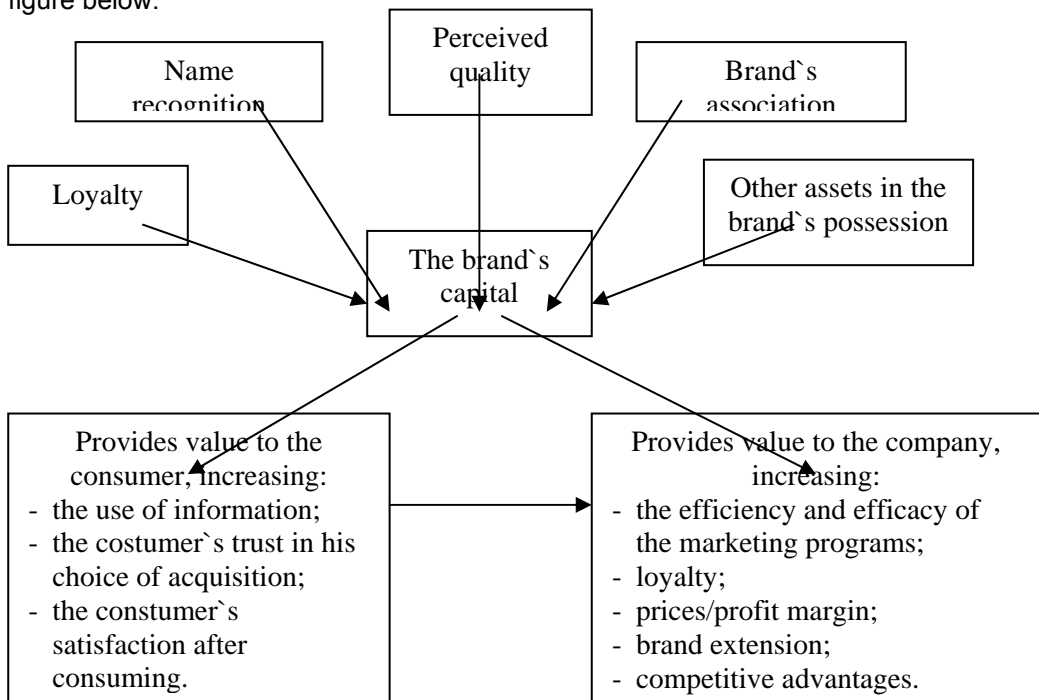 figure below.
Perceived
quality
Name
recognition
Brand`s
association
Loyalty
Other assets in the
brand`s possession
The brand`s
capital
Provides value to the
consumer, increasing:
- the use of information;
- the costumer`s trust in his
choice of acquisition;
- the constumer`s
satisfaction after
consuming.
Provides value to the company,
increasing:
- the efficiency and efficacy of
the marketing programs;
- loyalty;
- prices/profit margin;
- brand extension;
- competitive advantages.